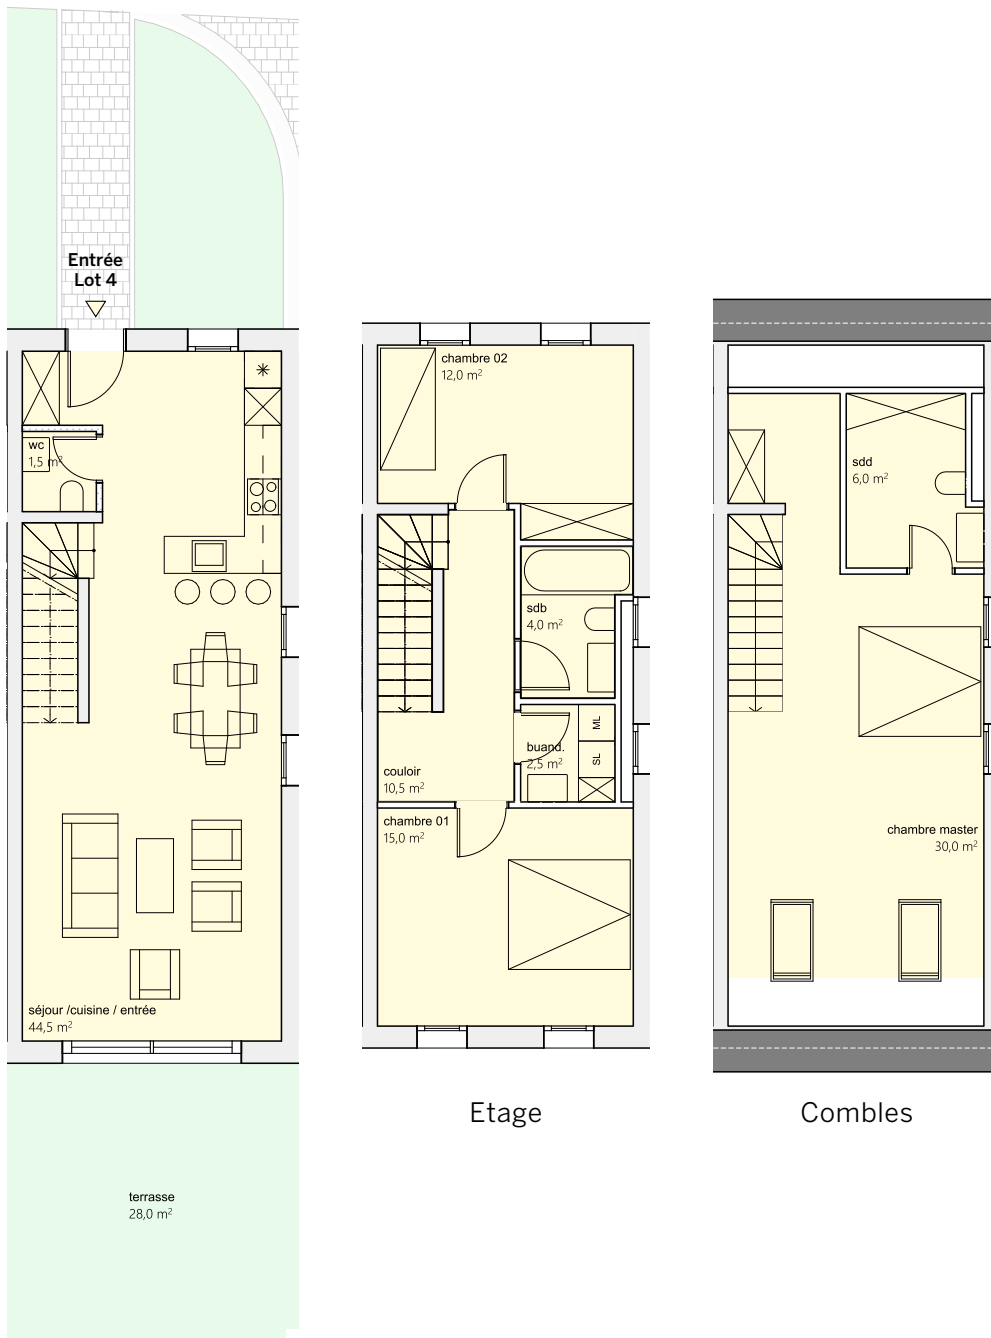 Entrée
Lot 4
wc
1,5 m²
séjour /cuisine / entrée
44,5 m²
terrasse
28,0 m²
chambre 02
12,0 m²
sdb
4,0 m²
ML
SL
buand.
2,5 m²
couloir
10,5 m²
chambre 01
15,0 m²
Etage
sdd
6,0 m²
chambre master
30,0 m²
Combles